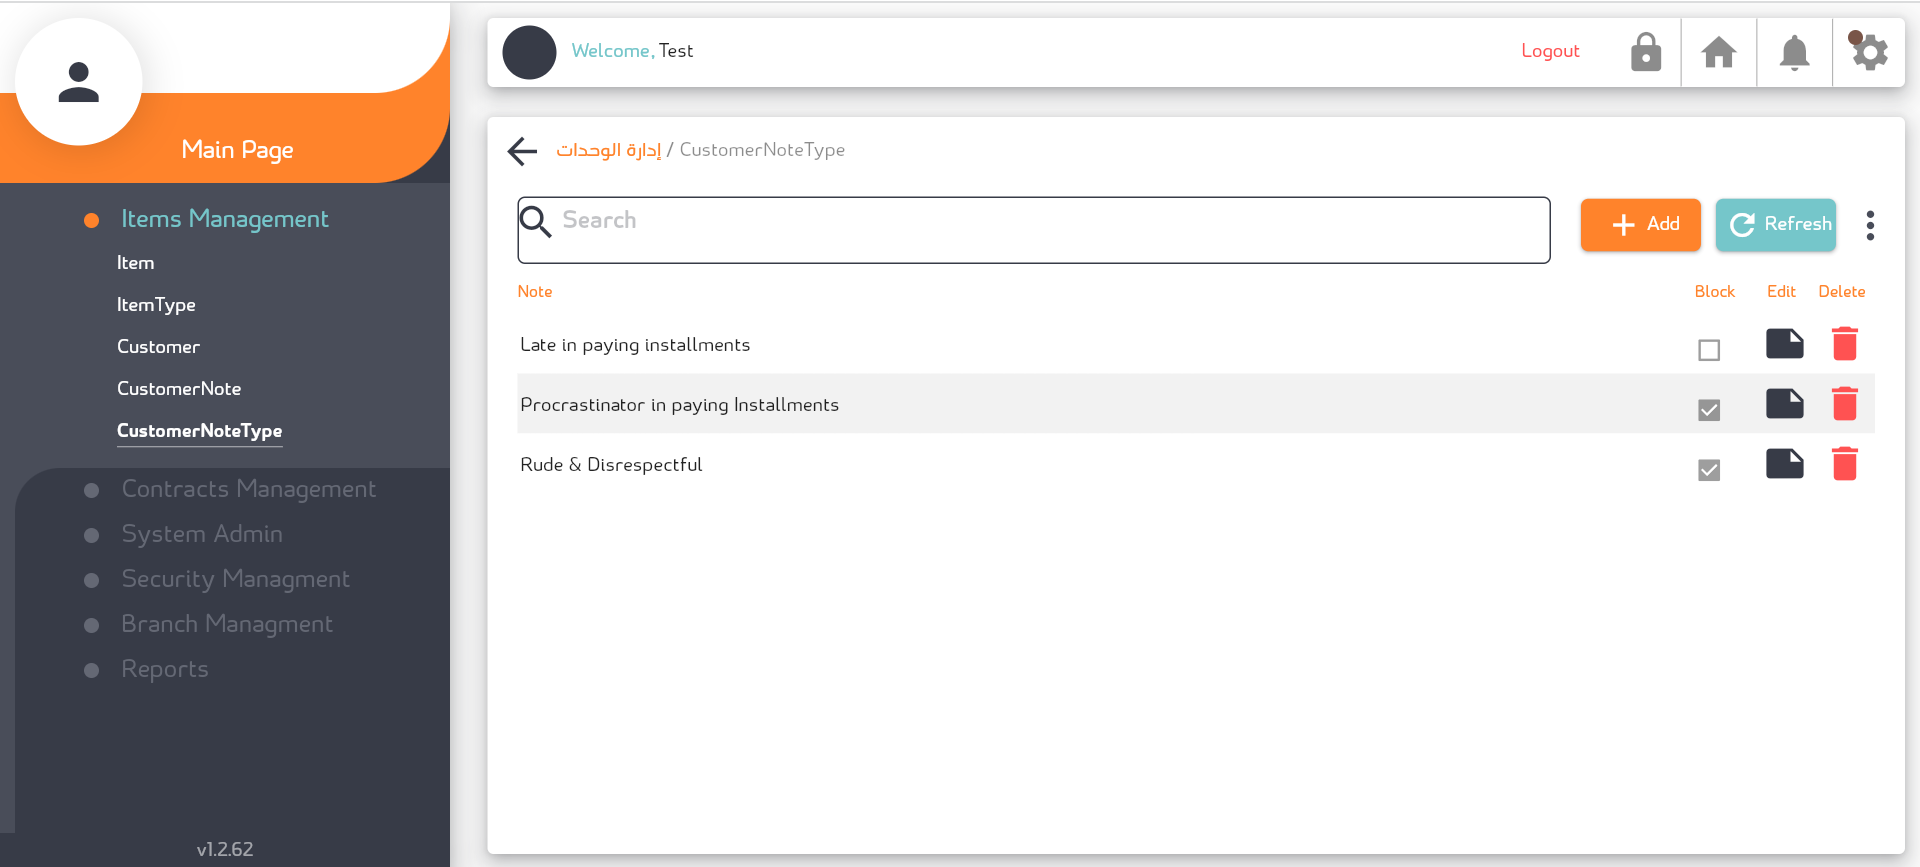 Main Page
Items Management
Item
ItemType
Customer
CustomerNote
CustomerNoteType
Contracts Management
System Admin
Security Managment
Branch Managment
Reports
v1.2.62
Welcome, Test
Logout
إدارة الوحدات / CustomerNoteType
Search
Add
Refresh
Note Block Edit Delete
Late in paying installments
Procrastinator in paying Installments
Rude & Disrespectful